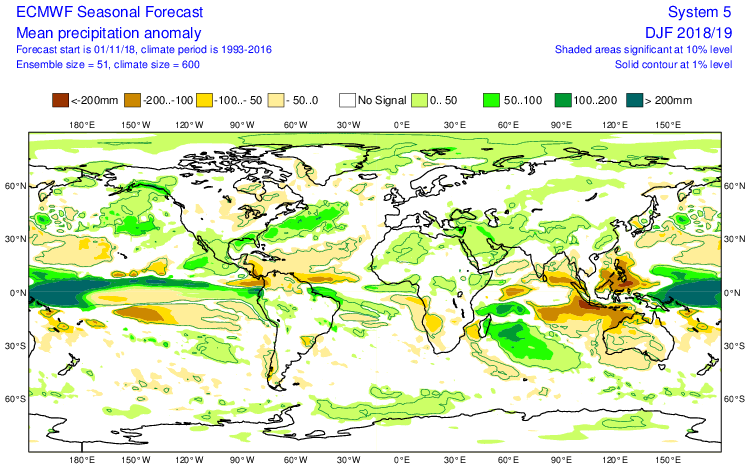 ECMWF Seasonal Forecast System 5
Mean precipitation anomaly DJF 2018/19
Forecast start is 01/11/18, climate period is 1993-2016 Shaded areas significant at 10% level
Ensemble size = 51, climate size = 600 Solid contour at 1% level
<-200mm -200..-100 -100..- 50 - 50..0 No Signal 0.. 50 50..100 100..200 > 200mm
180°E 150°W 120°W 90°W 60°W 30°W 0°E 30°E 60°E 90°E 120°E 150°E
60°N 60°N
30°N 30°N
0°N 0°N
30°S 30°S
60°S 60°S
180°E 150°W 120°W 90°W 60°W 30°W 0°E 30°E 60°E 90°E 120°E 150°E